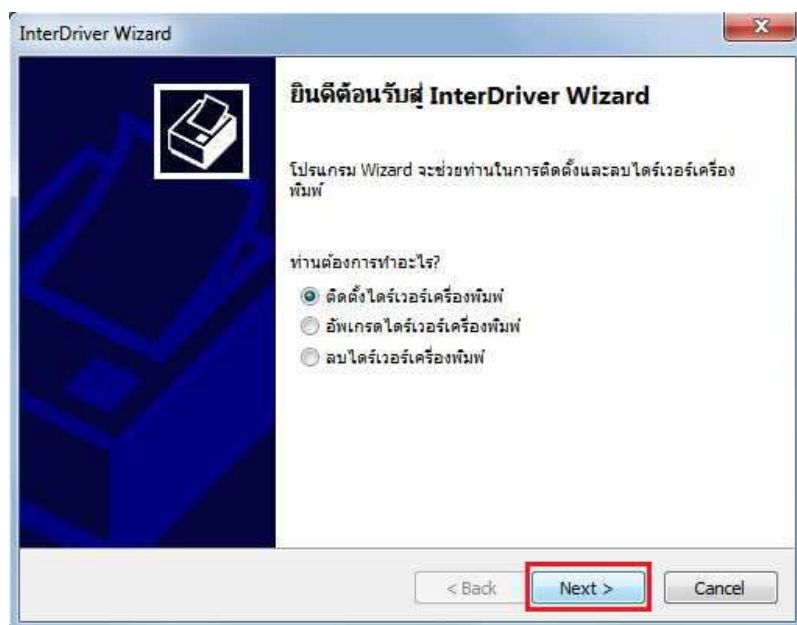 InterDriver Wizard
ยินดีต้อนรับสู่ InterDriver Wizard
โปรแกรม Wizard จะช่วยท่านในการติดตั้งและลบไดร์เวอร์เครื่อง
พิมพ์
ท่านต้องการทำอะไร?
ติดตั้งไดร์เวอร์เครื่องพิมพ์
อัพเกรดไดร์เวอร์เครื่องพิมพ์
ลบไดร์เวอร์เครื่องพิมพ์
< Back Next > Cancel